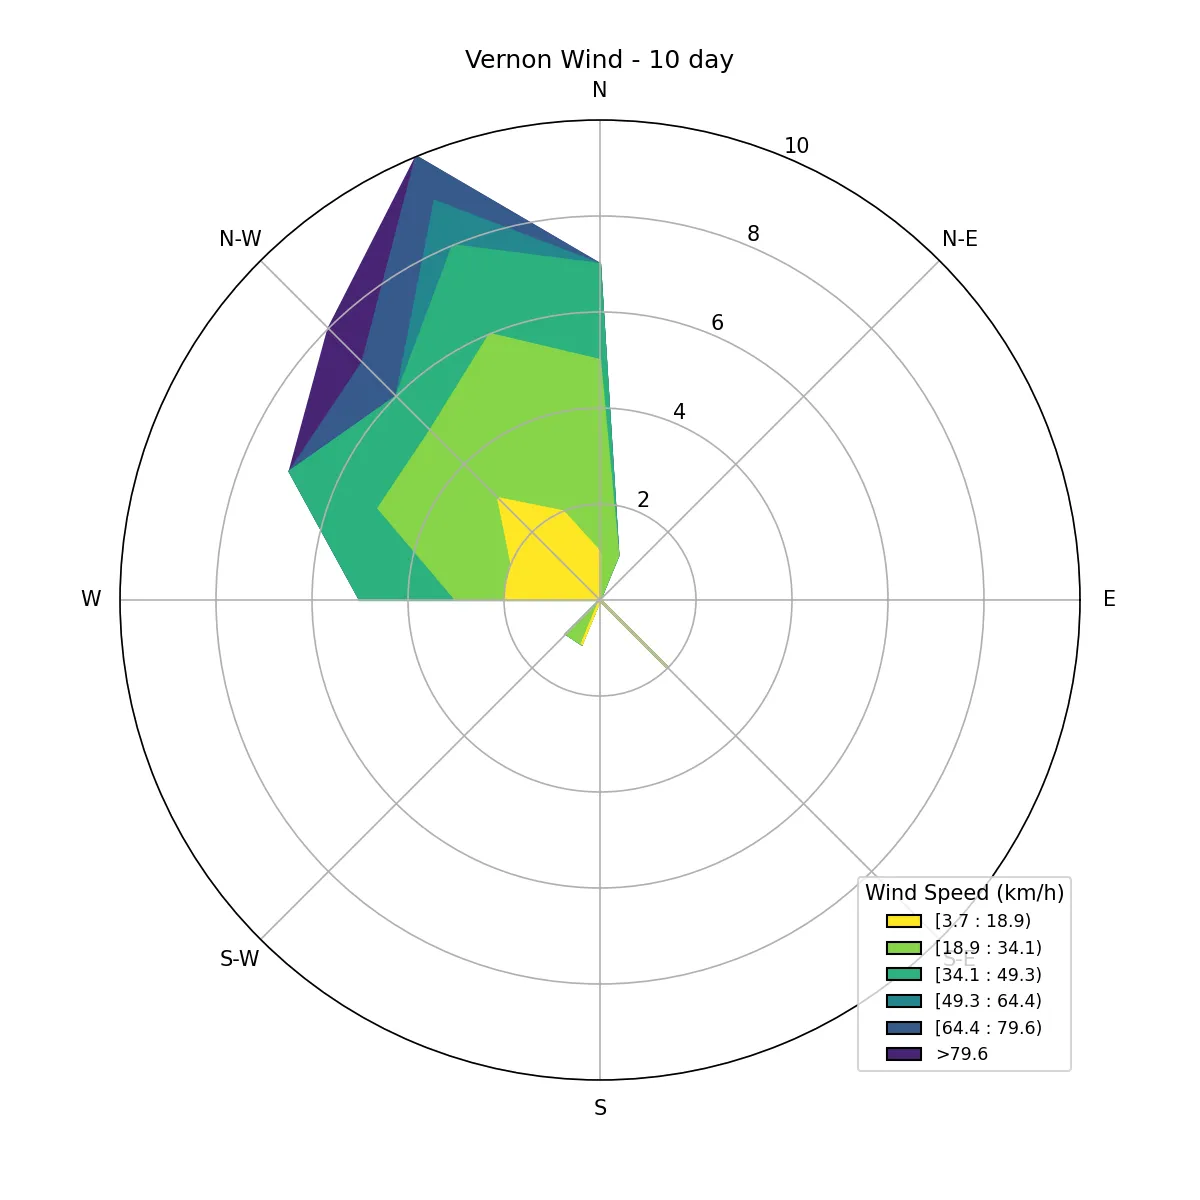 Vernon Wind - 10 day
N
10
8
N-W
N-E
6
4
2
W
E
Wind Speed (km/h)
[3.7 : 18.9)
[18.9 : 34.1)
S-W
S-E
[34.1 : 49.3)
[49.3 : 64.4)
[64.4 : 79.6)
>79.6
S